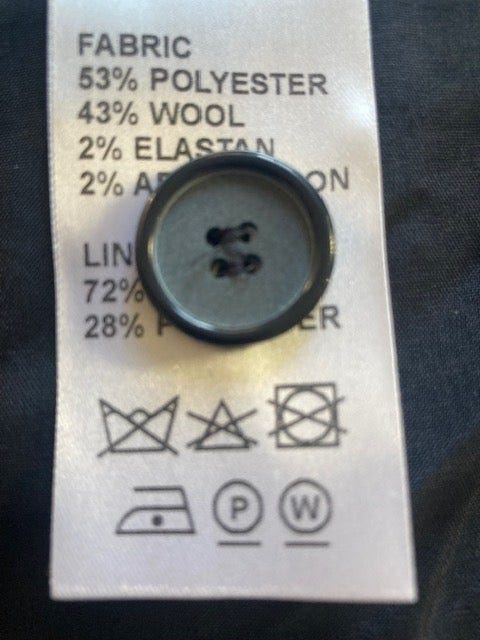 FABRIC
53% POLYESTER
43% WOOL
2% ELASTAN
2%
72%
28%
P W